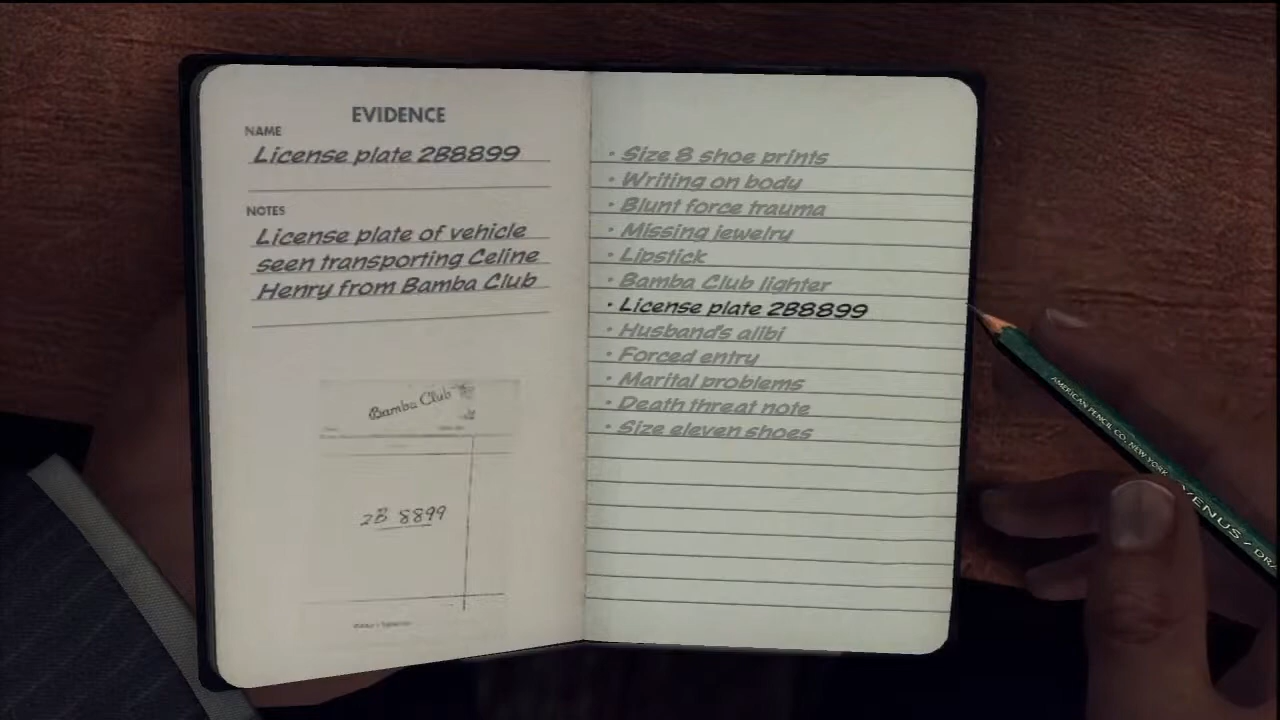 EVIDENCE
NAME
License plate 2B8899
NOTES
License plate of vehicle
seen transporting Celine
Henry from Bamba Club
Bamba Club
2B 8899
• Size 8 shoe prints
• Writing on body
• Blunt force trauma
• Missing jewelry
• Lipstick
• Bamba Club lighter
• License plate 2B8899
• Husband's alibi
• Forced entry
• Marital problems
• Death threat note
• Size eleven shoes
AMERICAN PENCIL CO. NEW YORK
VENUS / DRA